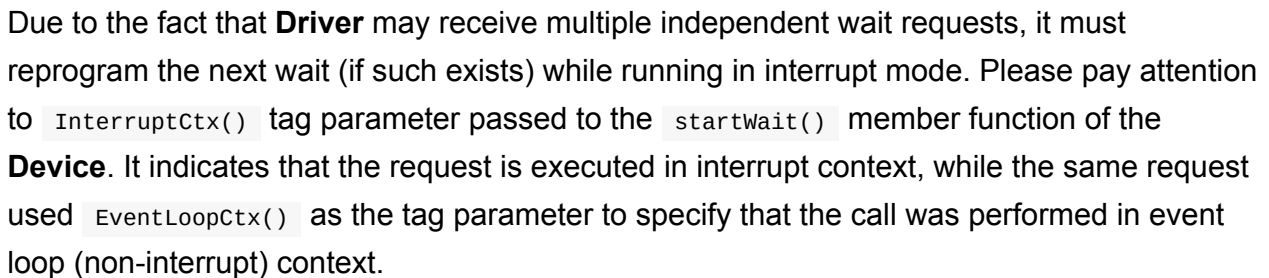 Due to the fact that Driver may receive multiple independent wait requests, it must
reprogram the next wait (if such exists) while running in interrupt mode. Please pay attention
to InterruptCtx() tag parameter passed to the startWait() member function of the
Device. It indicates that the request is executed in interrupt context, while the same request
used EventLoopCtx() as the tag parameter to specify that the call was performed in event
loop (non-interrupt) context.